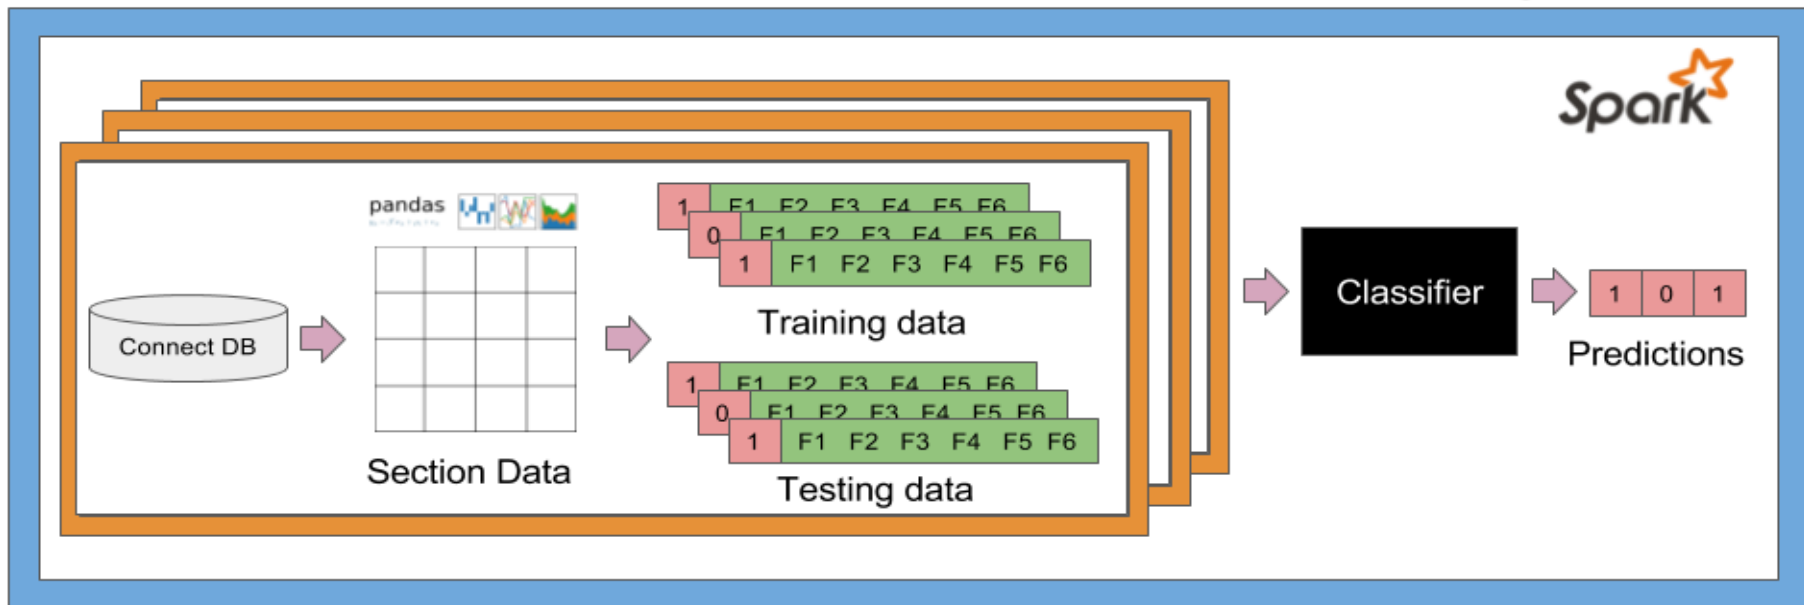 Spark
pandas
1 F1 F2 F3 F4 F5 F6
0 F1 F2 F3 F4 F5 F6
1 F1 F2 F3 F4 F5 F6
Training data
Connect DB
Section Data
1 F1 F2 F3 F4 F5 F6
0 F1 F2 F3 F4 F5 F6
1 F1 F2 F3 F4 F5 F6
Testing data
Classifier
1 0 1
Predictions